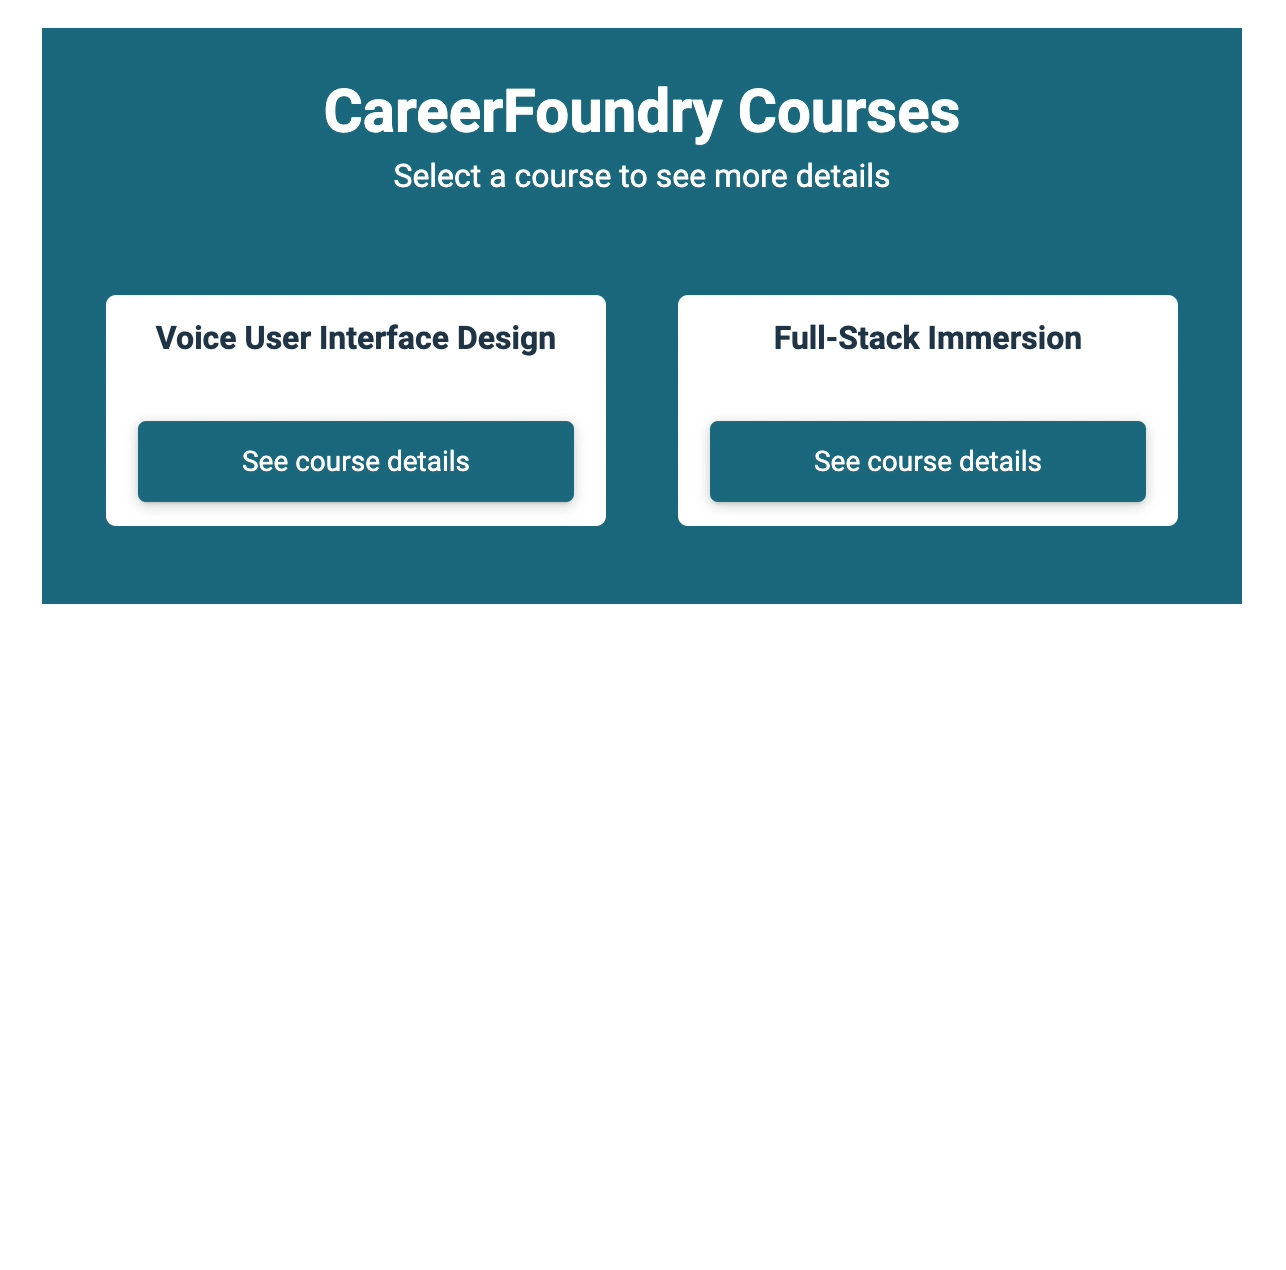 CareerFoundry Courses
Select a course to see more details
Voice User Interface Design
See course details
Full-Stack Immersion
See course details